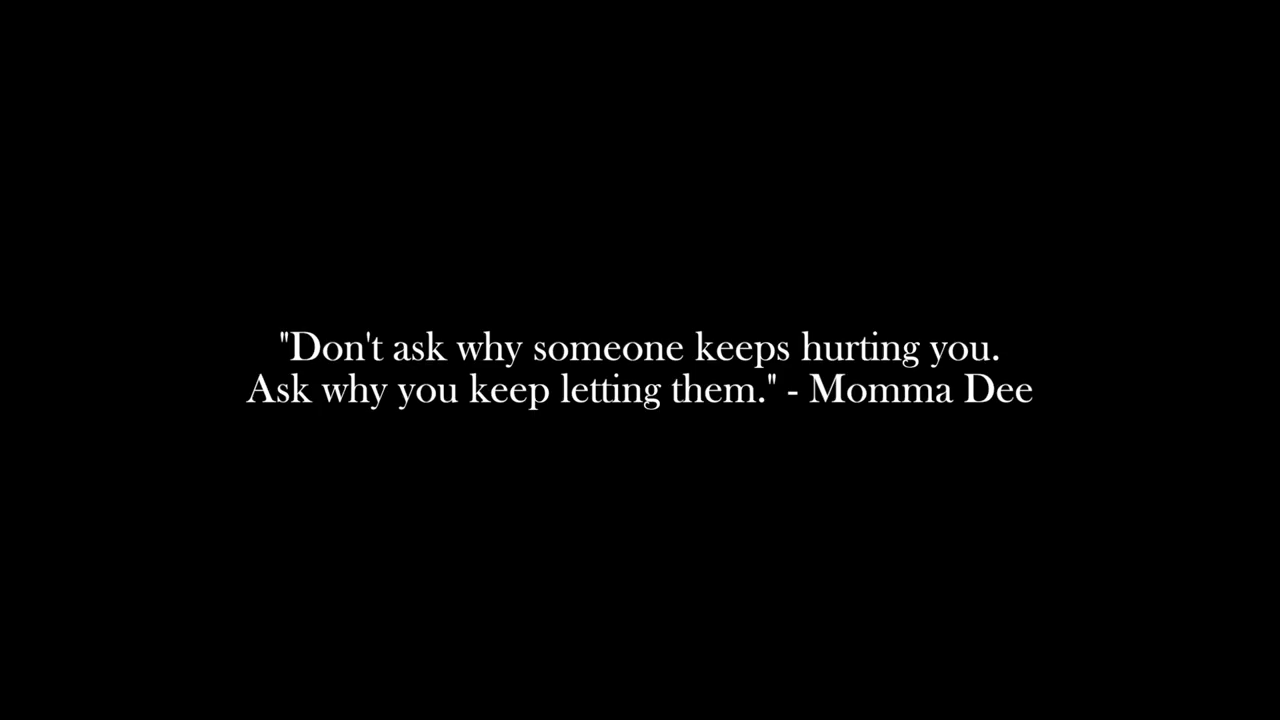 "Don't ask why someone keeps hurting you.
Ask why you keep letting them." - Momma Dee